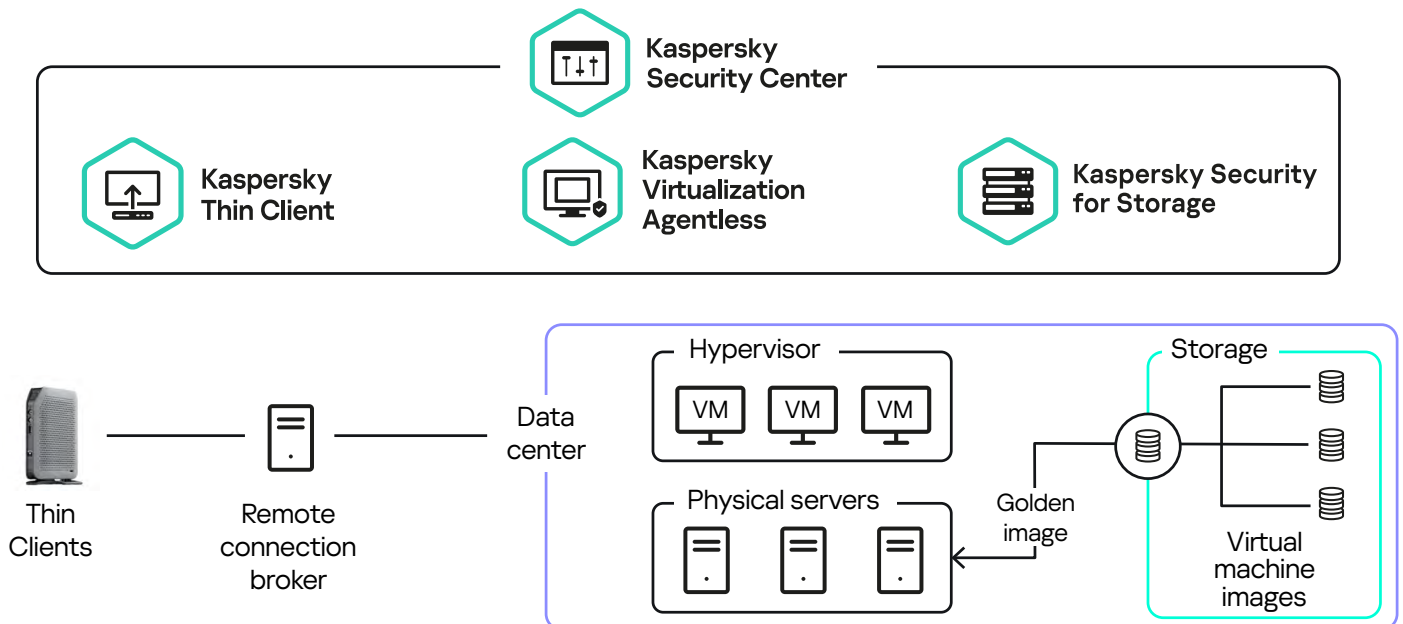 Kaspersky
Security Center
Kaspersky
Thin Client
Kaspersky
Virtualization
Agentless
Kaspersky Security
for Storage
Thin
Clients
Remote
connection
broker
Data
center
Hypervisor
VM
VM
VM
Physical servers
Golden
image
Storage
Virtual
machine
images